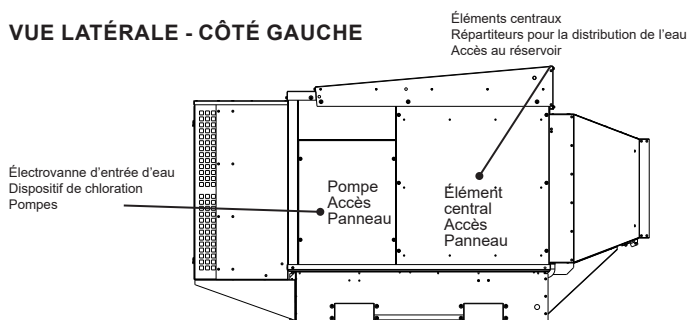 VUE LATÉRALE - CÔTÉ GAUCHE
Éléments centraux
Répartiteurs pour la distribution de l'eau
Accès au réservoir
Électrovanne d'entrée d'eau
Dispositif de chloration
Pompes
Pompe
Accès
Panneau
Élément
central
Accès
Panneau